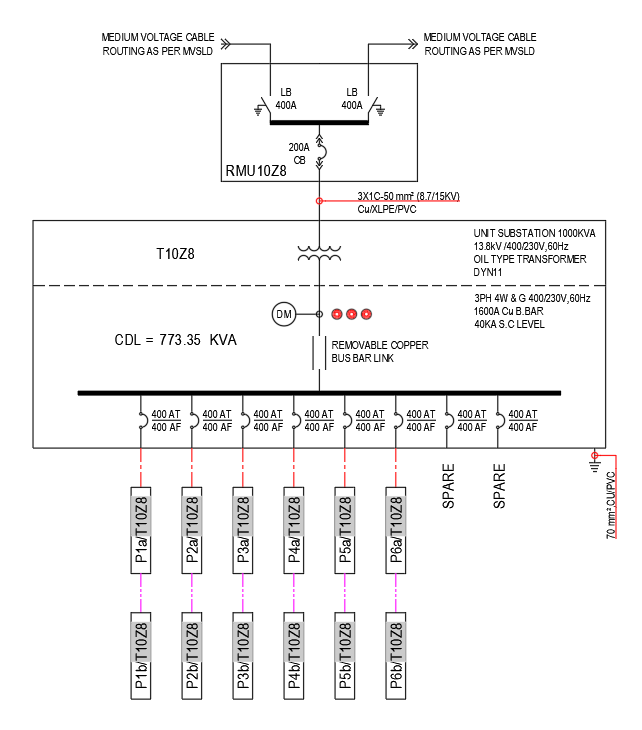 MEDIUM VOLTAGE CABLE
ROUTING AS PER MVSLD
MEDIUM VOLTAGE CABLE
ROUTING AS PER MVSLD
LB
400A
LB
400A
200A
CB
RMU10Z8
3X1C-50 mm² (8.7/15KV)
Cu/XLPE/PVC
T10Z8
UNIT SUBSTATION 1000KVA
13.8kV /400/230V,60Hz
OIL TYPE TRANSFORMER
DYN11
3PH 4W & G 400/230V,60Hz
1600A Cu B.BAR
40KA S.C LEVEL
DM
CDL = 773.35 KVA
REMOVABLE COPPER
BUS BAR LINK
400 AT
400 AF
400 AT
400 AF
400 AT
400 AF
400 AT
400 AF
400 AT
400 AF
400 AT
400 AF
400 AT
400 AF
400 AT
400 AF
SPARE
SPARE
70 mm²,CU/PVC
P1a/T10Z8
P2a/T10Z8
P3a/T10Z8
P4a/T10Z8
P5a/T10Z8
P6a/T10Z8
P1b/T10Z8
P2b/T10Z8
P3b/T10Z8
P4b/T10Z8
P5b/T10Z8
P6b/T10Z8